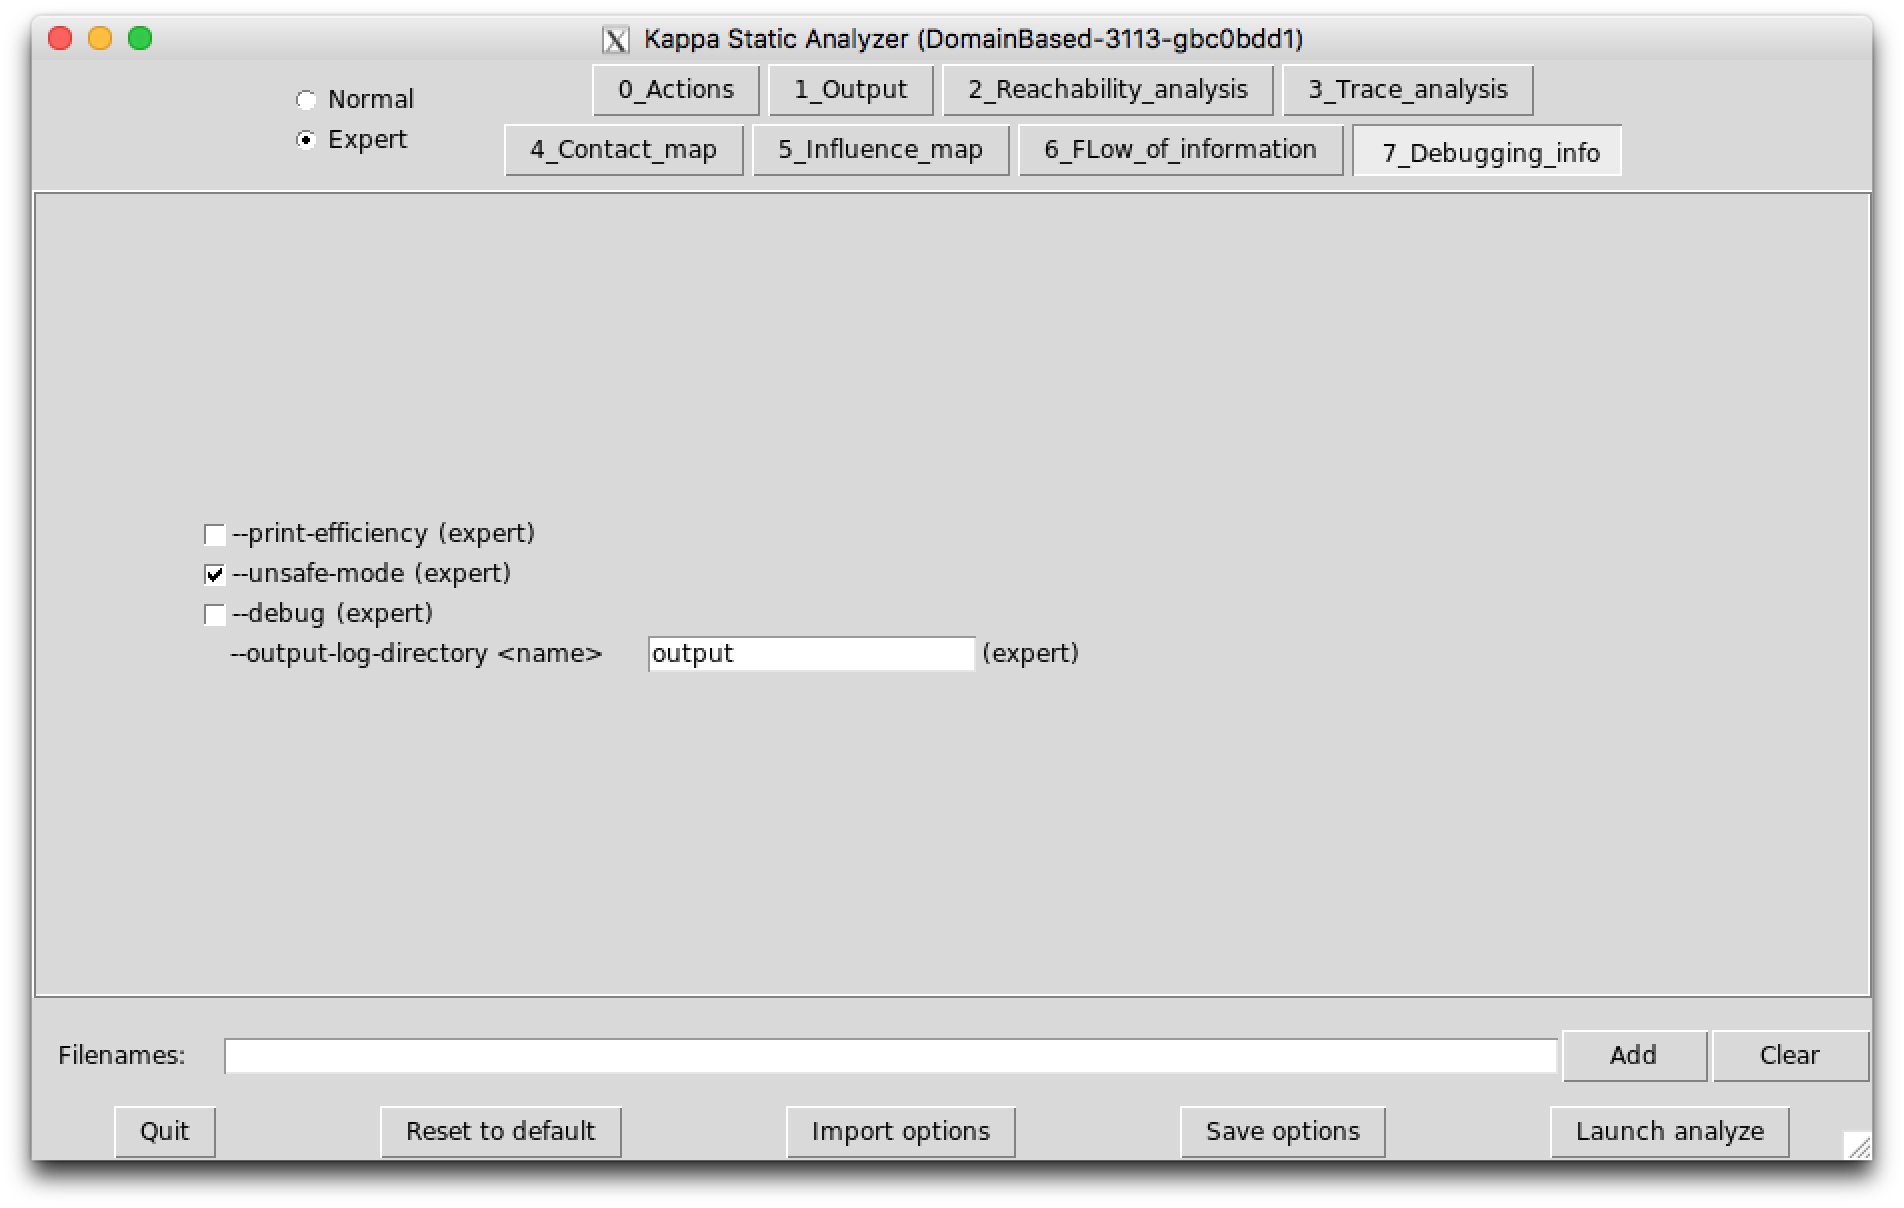 Kappa Static Analyzer (DomainBased-3113-gbc0bdd1)
Normal
Expert
0_Actions 1_Output 2_Reachability_analysis 3_Trace_analysis
4_Contact_map 5_Influence_map 6_FLow_of_information 7_Debugging_info
--print-efficiency (expert)
--unsafe-mode (expert)
--debug (expert)
--output-log-directory <name> output (expert)
Filenames: Add Clear
Quit Reset to default Import options Save options Launch analyze